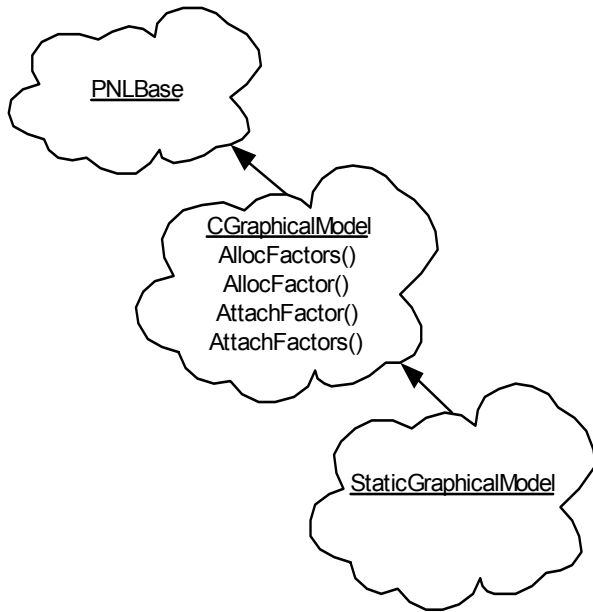 PNLBase
CGraphicalModel
AllocFactors()
AllocFactor()
AttachFactor()
AttachFactors()
StaticGraphicalModel